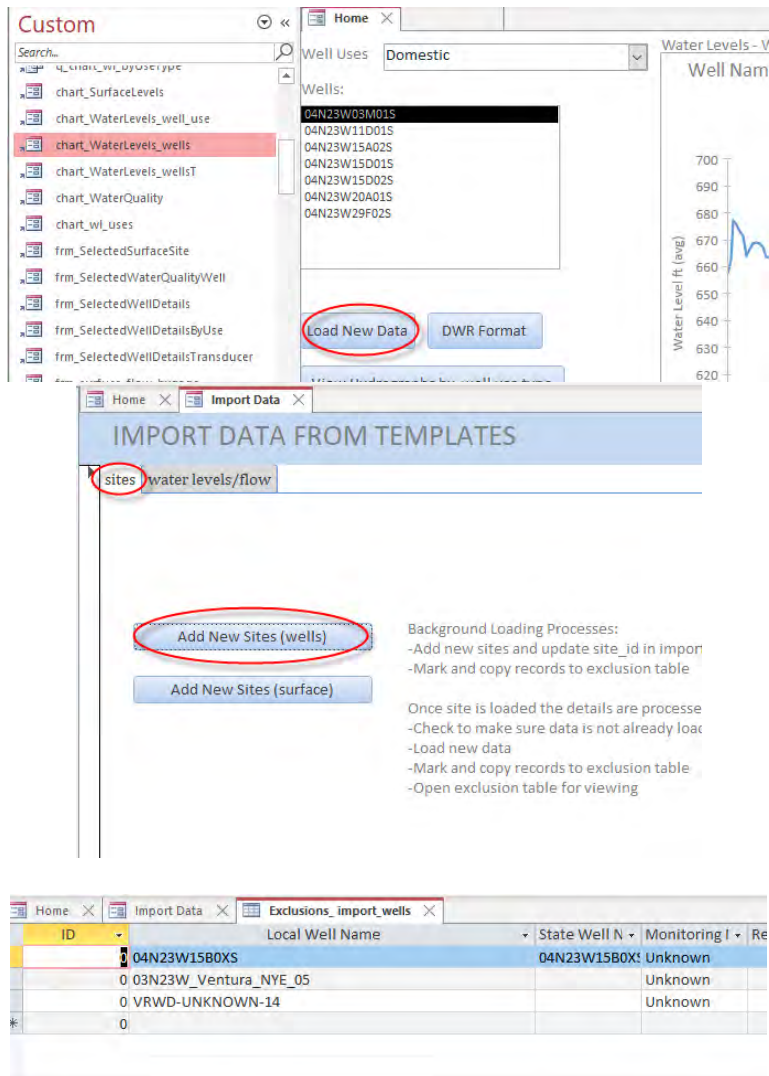 Custom
Search...
chart_SurfaceLevels
chart_WaterLevels_well_use
chart_WaterLevels_wells
chart_WaterLevels_wellsT
chart_WaterQuality
chart_wl_uses
frm_SelectedSurfaceSite
frm_SelectedWaterQualityWell
frm_SelectedWellDetails
frm_SelectedWellDetailsByUse
frm_SelectedWellDetailsTransducer
Home
Well Uses Domestic
Wells:
04N23W03M01S
04N23W11D01S
04N23W15A02S
04N23W15D01S
04N23W15D02S
04N23W20A01S
04N23W29F02S
Load New Data DWR Format
Water Levels - W
Well Nam
700
690
680
670
660
650
640
630
620
Water Level ft (avg)
Home Import Data
IMPORT DATA FROM TEMPLATES
sites water levels/flow
Add New Sites (wells)
Add New Sites (surface)
Background Loading Processes:
-Add new sites and update site_id in impor
-Mark and copy records to exclusion table
Once site is loaded the details are processe
-Check to make sure data is not already loac
-Load new data
-Mark and copy records to exclusion table
-Open exclusion table for viewing
Home Import Data Exclusions_import_wells
ID Local Well Name State Well N Monitoring I Re
0 04N23W15B0XS 04N23W15B0XS Unknown
0 03N23W_Ventura_NYE_05 Unknown
0 VRWD-UNKNOWN-14 Unknown
* 0